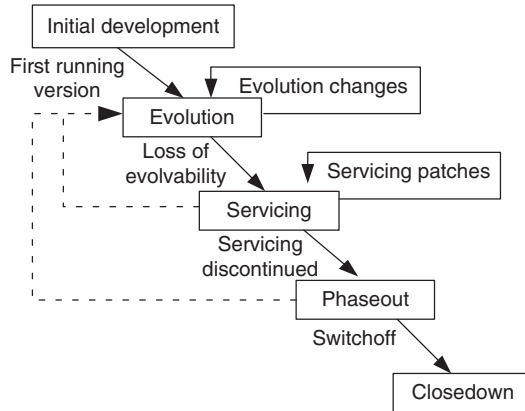 Initial development
First running
version
Evolution changes
Evolution
Loss of
evolvability
Servicing patches
Servicing
Servicing
discontinued
Phaseout
Switchoff
Closedown